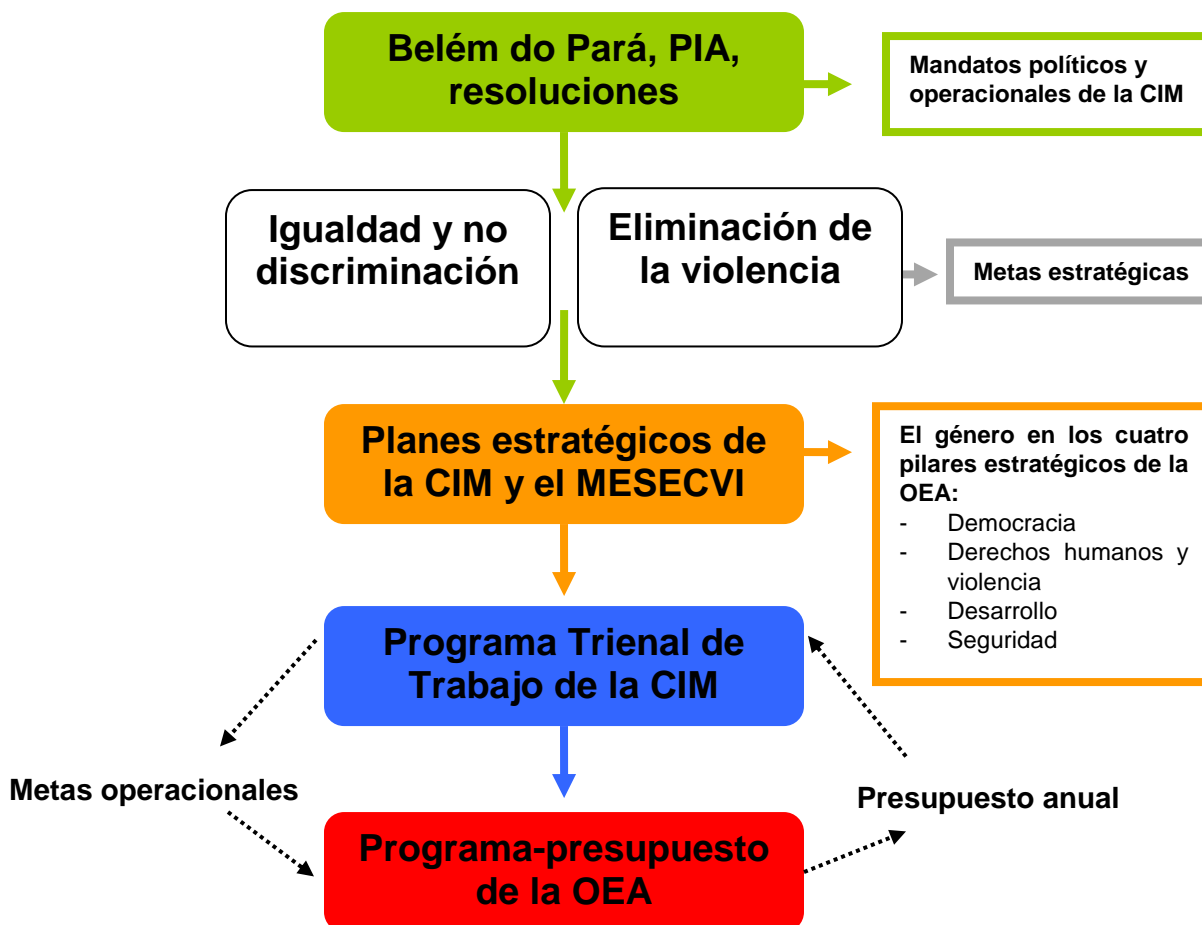 Belém do Pará, PIA,
resoluciones
Mandatos políticos y
operacionales de la CIM
Igualdad y no
discriminación
Eliminación de
la violencia
Metas estratégicas
Planes estratégicos de
la CIM y el MESECVI
El género en los cuatro
pilares estratégicos de la
OEA:
- Democracia
- Derechos humanos y
violencia
- Desarrollo
- Seguridad
Programa Trienal de
Trabajo de la CIM
Metas operacionales
Presupuesto anual
Programa-presupuesto
de la OEA